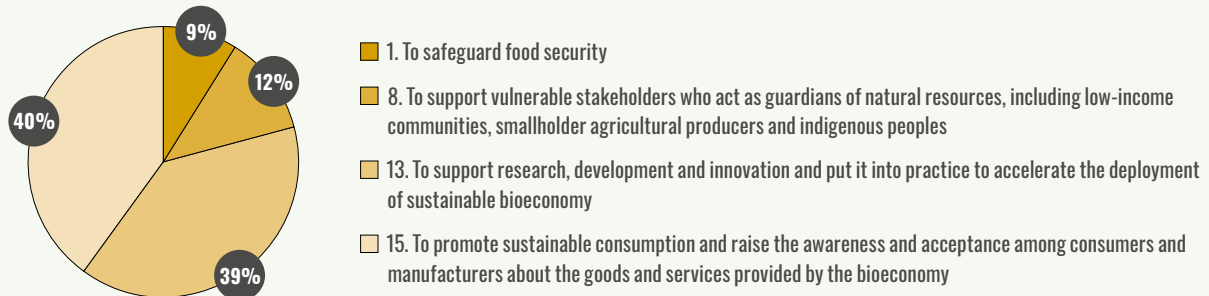 9%
12%
40%
39%
1. To safeguard food security
8. To support vulnerable stakeholders who act as guardians of natural resources, including low-income
communities, smallholder agricultural producers and indigenous peoples
13. To support research, development and innovation and put it into practice to accelerate the deployment
of sustainable bioeconomy
15. To promote sustainable consumption and raise the awareness and acceptance among consumers and
manufacturers about the goods and services provided by the bioeconomy